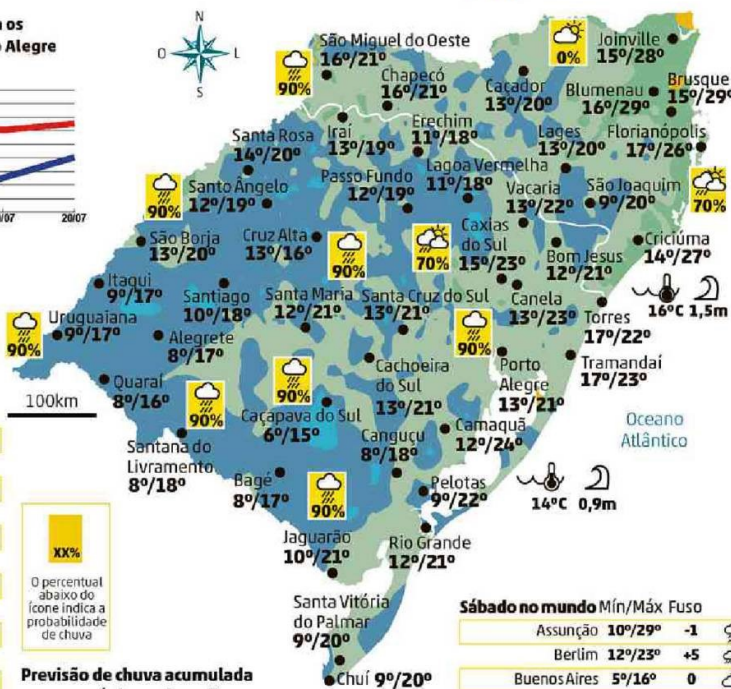 os
Alegre
/07
20/07
N
O
L
S
90%
São Miguel do Oeste
16º/21º
Chapecó
16º/21º
Caçador
13º/20º
0%
Joinville
15º/28º
Blumenau
16º/29º
Brusque
15º/29º
Iraí
13º/19º
Erechim
11º/18º
Lages
13º/20º
Florianópolis
17º/26º
Santa Rosa
14º/20º
Passo Fundo
12º/19º
Lagoa Vermelha
11º/18º
Vacaria
13º/22º
São Joaquim
9º/20º
70%
90%
Santo Ângelo
12º/19º
São Borja
13º/20º
Cruz Alta
13º/16º
90%
70%
Caxias
do Sul
15º/23º
Bom Jesus
12º/21º
Criciúma
14º/27º
Itaqui
9º/17º
Santiago
10º/18º
Santa Maria
12º/21º
Santa Cruz do Sul
13º/21º
Canela
13º/23º
16ºC 1,5m
Torres
17º/22º
90%
Uruguaiana
9º/17º
Alegrete
8º/17º
90%
Porto
Alegre
13º/21º
Tramandaí
17º/23º
Quaraí
8º/16º
90%
90%
Cachoeira
do Sul
13º/21º
100km
Caçapava do Sul
6º/15º
Camaquã
12º/24º
Oceano
Atlântico
Santana do
Livramento
8º/18º
Bagé
8º/17º
90%
Canguçu
8º/18º
Pelotas
9º/22º
14ºC 0,9m
Jaguarão
10º/21º
Rio Grande
12º/21º
XX%
O percentual
abaixo do
ícone indica a
probabilidade
de chuva
Santa Vitória
do Palmar
9º/20º
Chuí 9º/20º
Previsão de chuva acumulada
Sábado no mundo Mín/Máx Fuso
Assunção 10º/29º -1
Berlim 12º/23º +5
Buenos Aires 5º/16º 0